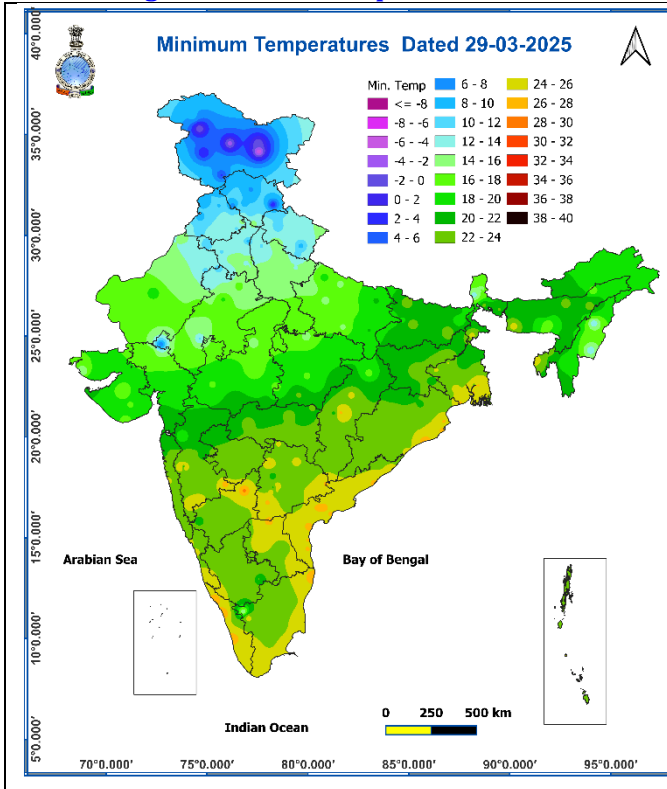 Minimum Temperatures Dated 29-03-2025
Min. Temp
<= -8
-8 - -6
-6 - -4
-4 - -2
-2 - 0
0 - 2
2 - 4
4 - 6
6 - 8
8 - 10
10 - 12
12 - 14
14 - 16
16 - 18
18 - 20
20 - 22
22 - 24
24 - 26
26 - 28
28 - 30
30 - 32
32 - 34
34 - 36
36 - 38
38 - 40
40°0.000'
35°0.000'
30°0.000'
25°0.000'
20°0.000'
15°0.000'
10°0.000'
5°0.000'
Arabian Sea
Bay of Bengal
Indian Ocean
0 250 500 km
70°0.000' 75°0.000' 80°0.000' 85°0.000' 90°0.000' 95°0.000'